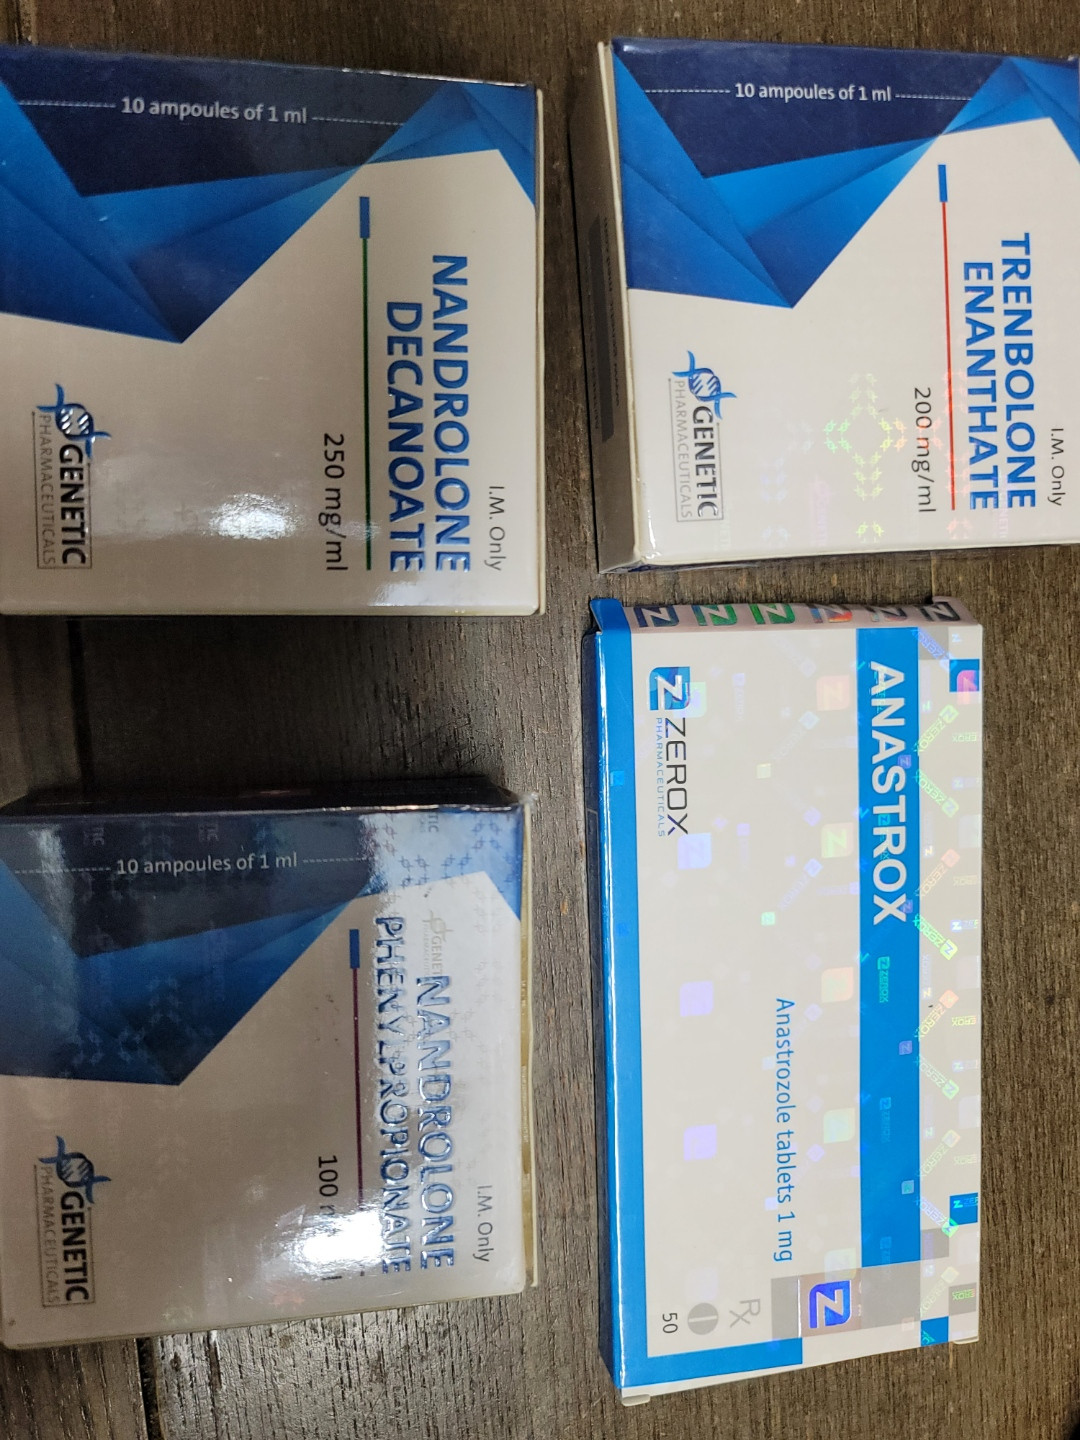 10 ampoules of 1 ml
I.M. Only
NANDROLONE
DECANOATE
250 mg/ml
GENETIC
PHARMACEUTICALS
10 ampoules of 1 ml
I.M. Only
TRENBOLONE
ENANTHATE
200 mg/ml
GENETIC
PHARMACEUTICALS
10 ampoules of 1 ml
I.M. Only
NANDROLONE
PHENYLPROPIONATE
100
GENETIC
PHARMACEUTICALS
ANASTROX
Anastrozole tablets 1 mg
ZEROX
PHARMACEUTICALS
Rx
50